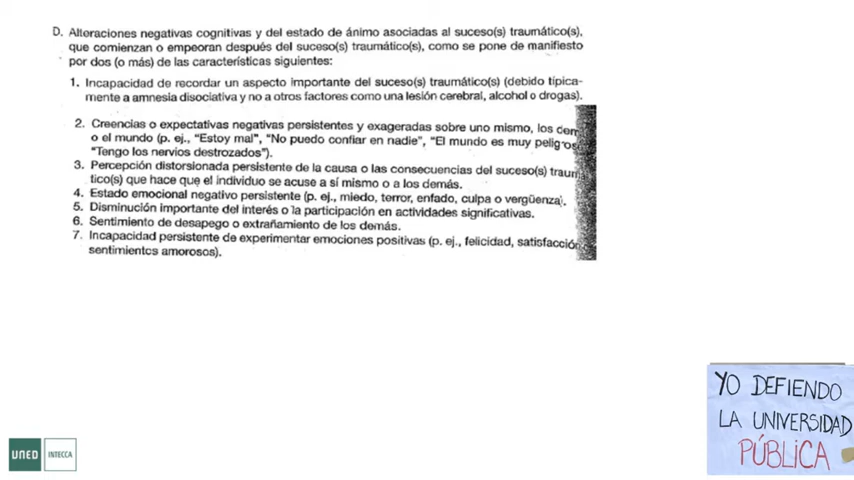 D. Alteraciones negativas cognitivas y del estado de ánimo asociadas al suceso(s) traumático(s),
que comienzan o empeoran después del suceso(s) traumático(s), como se pone de manifiesto
por dos (o más) de las características siguientes:
1. Incapacidad de recordar un aspecto importante del suceso(s) traumático(s) (debido típica-
mente a amnesia disociativa y no a otros factores como una lesión cerebral, alcohol o drogas).
2. Creencias o expectativas negativas persistentes y exageradas sobre uno mismo, los dem
o el mundo (p. ej., “Estoy mal”, “No puedo confiar en nadie”, “El mundo es muy peligros
“Tengo los nervios destrozados”).
3. Percepción distorsionada persistente de la causa o las consecuencias del suceso(s) traum
tico(s) que hace que el individuo se acuse a sí mismo o a los demás.
4. Estado emocional negativo persistente (p. ej., miedo, terror, enfado, culpa o vergüenza).
5. Disminución importante del interés o la participación en actividades significativas.
6. Sentimiento de desapego o extrañamiento de los demás.
7. Incapacidad persistente de experimentar emociones positivas (p. ej., felicidad, satisfacción
sentimientos amorosos).
YO DEFIENDO
LA UNIVERSIDAD
PÚBLICA
UNED INTECCA